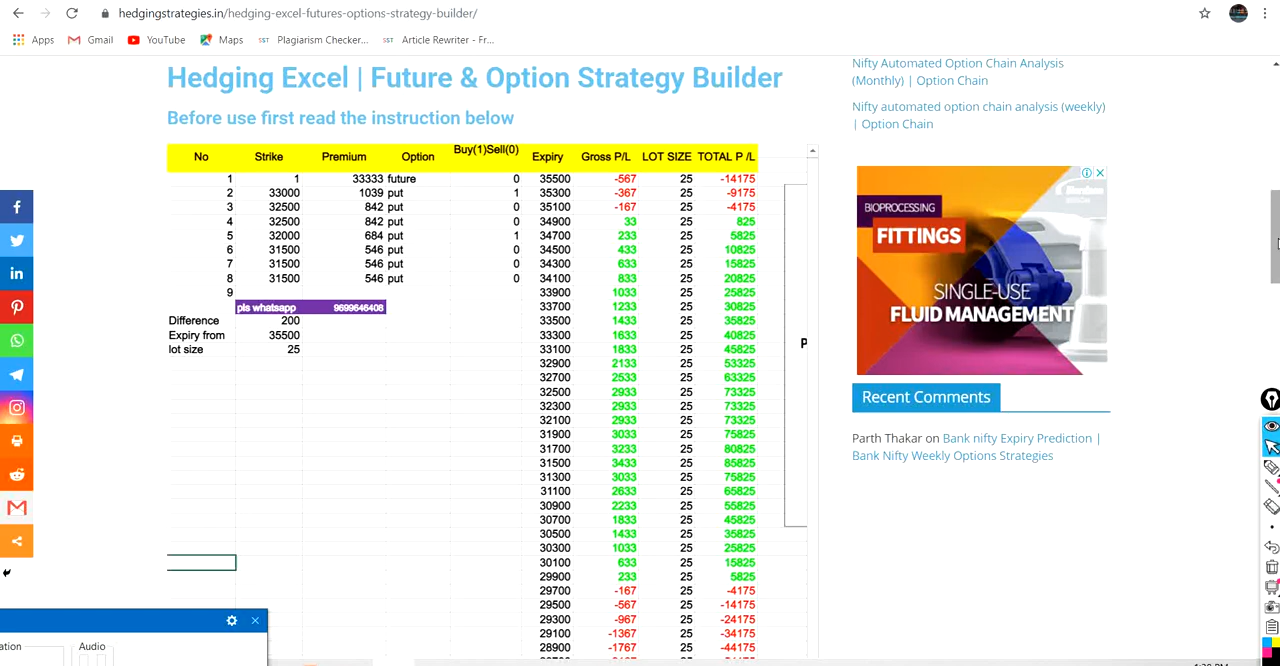 hedgingstrategies.in/hedging-excel-futures-options-strategy-builder/
Apps Gmail YouTube Maps SST Plagiarism Checker... SST Article Rewriter - Fr...
Hedging Excel | Future & Option Strategy Builder
Before use first read the instruction below
No Strike Premium Option Buy(1)Sell(0) Expiry Gross P/L LOT SIZE TOTAL P /L
1 1 33333 future 0 35500 -567 25 -14175
2 33000 1039 put 1 35300 -367 25 -9175
3 32500 842 put 0 35100 -167 25 -4175
4 32500 842 put 0 34900 33 25 825
5 32000 684 put 1 34700 233 25 5825
6 31500 546 put 0 34500 433 25 10825
7 31500 546 put 0 34300 633 25 15825
8 31500 546 put 0 34100 833 25 20825
9 33900 1033 25 25825
pls whatsapp 9699646408 33700 1233 25 30825
Difference 200 33500 1433 25 35825
Expiry from 35500 33300 1633 25 40825
lot size 25 33100 1833 25 45825
32900 2133 25 53325
32700 2533 25 63325
32500 2933 25 73325
32300 2933 25 73325
32100 2933 25 73325
31900 3033 25 75825
31700 3233 25 80825
31500 3433 25 85825
31300 3033 25 75825
31100 2633 25 65825
30900 2233 25 55825
30700 1833 25 45825
30500 1433 25 35825
30300 1033 25 25825
30100 633 25 15825
29900 233 25 5825
29700 -167 25 -4175
29500 -567 25 -14175
29300 -967 25 -24175
29100 -1367 25 -34175
28900 -1767 25 -44175
P
Nifty Automated Option Chain Analysis
(Monthly) | Option Chain
Nifty automated option chain analysis (weekly)
| Option Chain
BIOPROCESSING
FITTINGS
SINGLE-USE
FLUID MANAGEMENT
Recent Comments
Parth Thakar on Bank nifty Expiry Prediction |
Bank Nifty Weekly Options Strategies
ation Audio